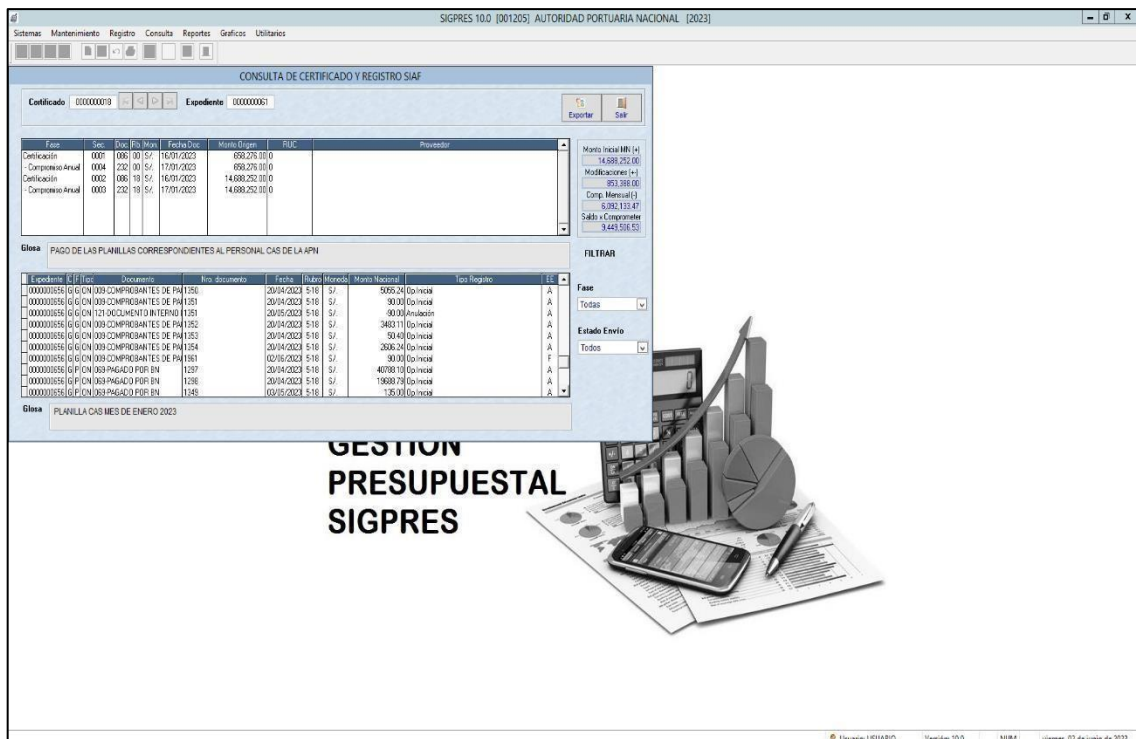 SIGPRES 10.0 [001205] AUTORIDAD PORTUARIA NACIONAL [2023]
Sistemas Mantenimiento Registro Consulta Reportes Graficos Utilitarios
CONSULTA DE CERTIFICADO Y REGISTRO SIAF
Certificado 0000000018 Expediente 0000000061
Exportar Salir
Fase Sec. Doc. Rb. Mon. Fecha Doc Monto Origen RUC Proveedor
Certificación 0001 086 00 S/. 16/01/2023 658,276.00 0
- Compromiso Anual 0004 232 00 S/. 17/01/2023 658,276.00 0
Certificación 0002 086 18 S/. 16/01/2023 14,688,252.00 0
- Compromiso Anual 0003 232 18 S/. 17/01/2023 14,688,252.00 0
Monto Inicial MN (+)
14,688,252.00
Modificaciones (+-)
853,388.00
Comp. Mensual (-)
6,092,133.47
Saldo x Comprometer
9,449,506.53
Glosa PAGO DE LAS PLANILLAS CORRESPONDIENTES AL PERSONAL CAS DE LA APN
FILTRAR
Expediente C F Tipo Documento Nro. documento Fecha Rubro Moneda Monto Nacional Tipo Registro EE
0000000656 G G ON 009-COMPROBANTES DE PA 1350 20/04/2023 5-18 S/. 5055.24 Op.Inicial A
0000000656 G G ON 009-COMPROBANTES DE PA 1351 20/04/2023 5-18 S/. 90.00 Op.Inicial A
0000000656 G G ON 121-DOCUMENTO INTERNO 1351 20/05/2023 5-18 S/. -90.00 Anulación A
0000000656 G G ON 009-COMPROBANTES DE PA 1352 20/04/2023 5-18 S/. 3483.11 Op.Inicial A
0000000656 G G ON 009-COMPROBANTES DE PA 1353 20/04/2023 5-18 S/. 50.40 Op.Inicial A
0000000656 G G ON 009-COMPROBANTES DE PA 1354 20/04/2023 5-18 S/. 2606.24 Op.Inicial A
0000000656 G G ON 009-COMPROBANTES DE PA 1961 02/06/2023 5-18 S/. 90.00 Op.Inicial F
0000000656 G P ON 069-PAGADO POR BN 1297 20/04/2023 5-18 S/. 40788.10 Op.Inicial A
0000000656 G P ON 069-PAGADO POR BN 1298 20/04/2023 5-18 S/. 19688.79 Op.Inicial A
0000000656 G P ON 069-PAGADO POR BN 1349 03/05/2023 5-18 S/. 135.00 Op.Inicial A
Fase
Todas
Estado Envío
Todos
Glosa PLANILLA CAS MES DE ENERO 2023
GESTION
PRESUPUESTAL
SIGPRES
Usuario: USUARIO Versión: 10.0 NUM viernes, 02 de junio de 2023